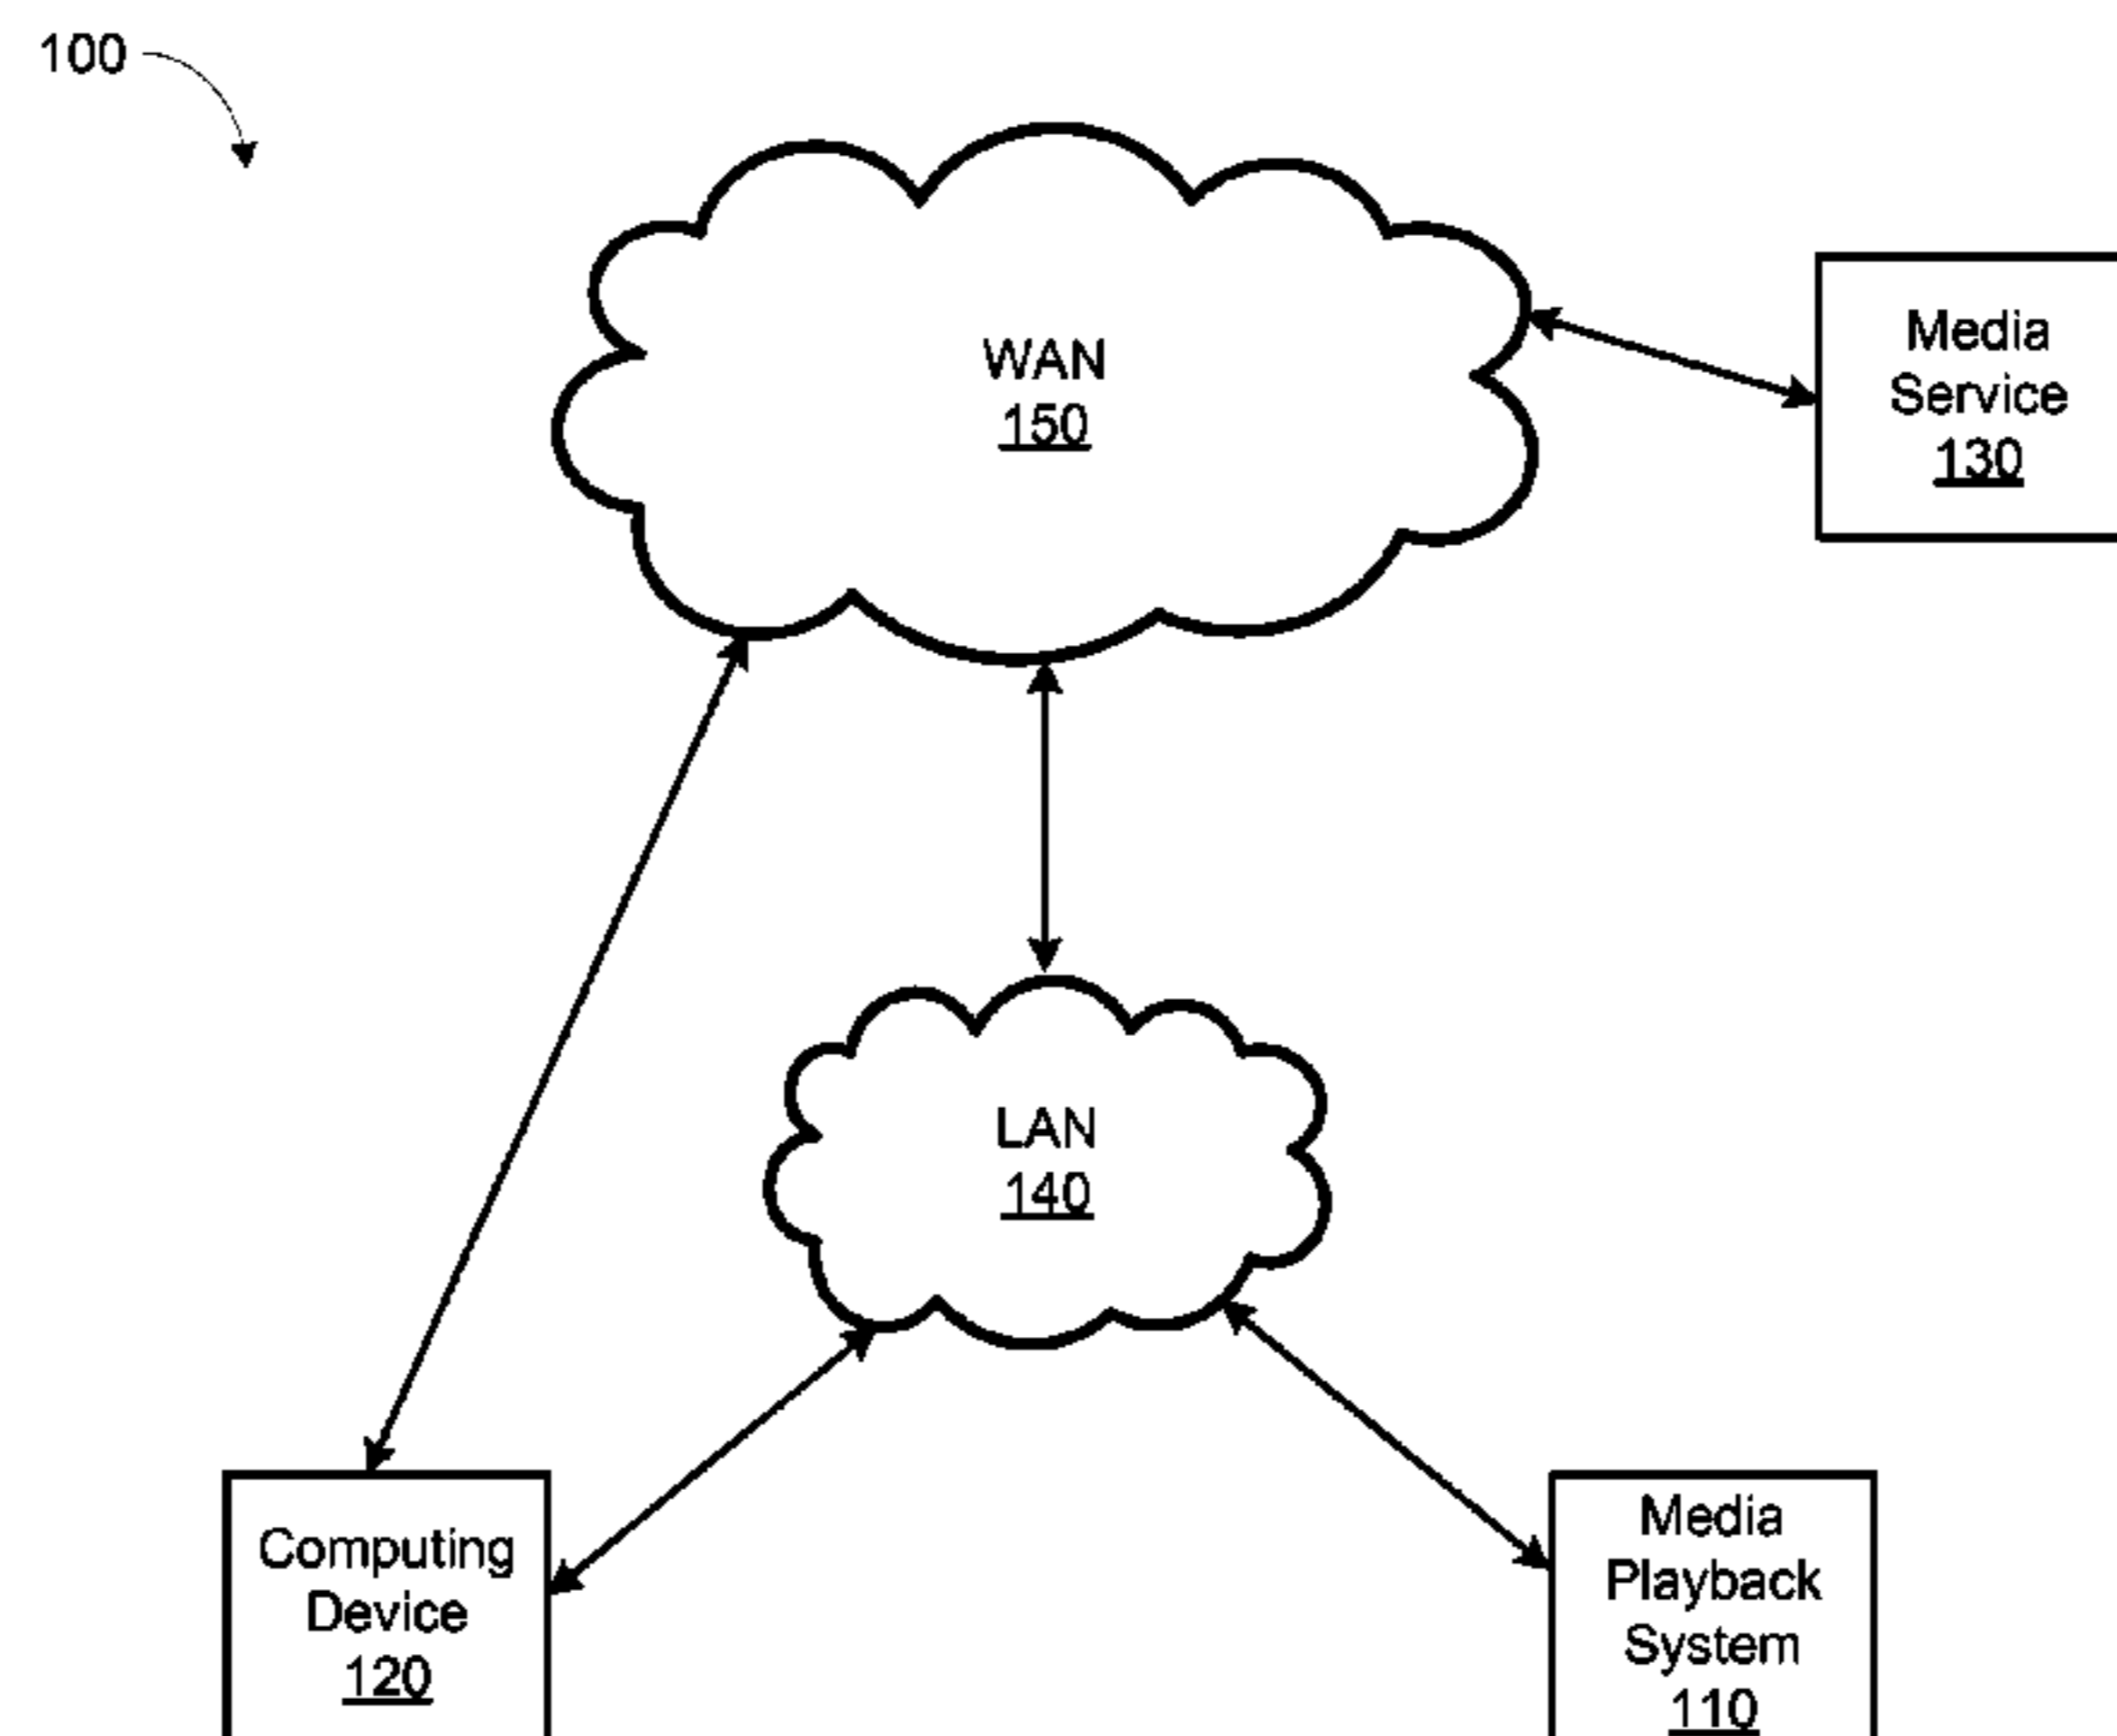 100
WAN
150
Media
Service
130
LAN
140
Computing
Device
120
Media
Playback
System
110